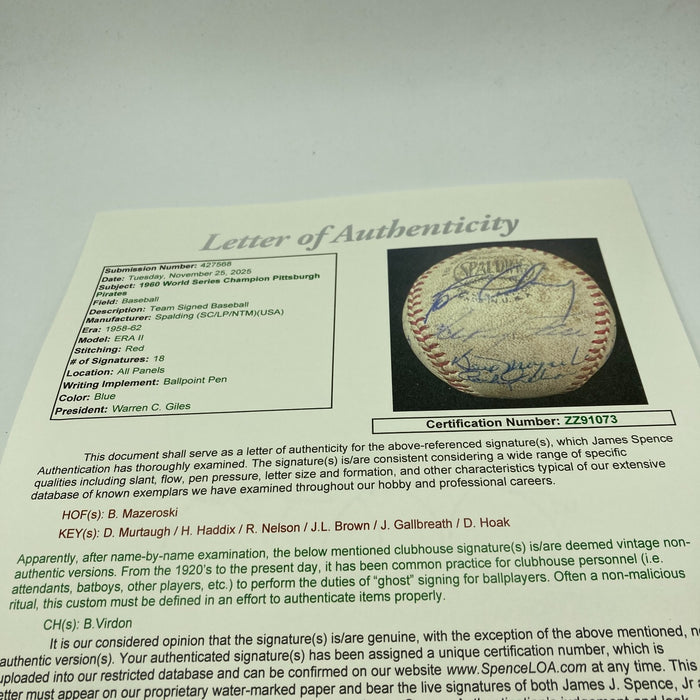 Letter of Authenticity
Submission Number: 427566
Date: Tuesday, November 25, 2025
Subject: 1960 World Series Champion Pittsburgh
Pirates
Field: Baseball
Description: Team Signed Baseball
Manufacturer: Spalding (SC/LP/NTM)(USA)
Era: 1958-62
Model: ERA II
Stitching: Red
# of Signatures: 18
Location: All Panels
Writing Implement: Ballpoint Pen
Color: Blue
President: Warren C. Giles
SPALDING
Certification Number: ZZ91073
This document shall serve as a letter of authenticity for the above-referenced signature(s), which James Spence
Authentication has thoroughly examined. The signature(s) is/are consistent considering a wide range of specific
qualities including slant, flow, pen pressure, letter size and formation, and other characteristics typical of our extensive
database of known exemplars we have examined throughout our hobby and professional careers.
HOF(s): B. Mazeroski
KEY(s): D. Murtaugh / H. Haddix / R. Nelson / J.L. Brown / J. Gallbreath / D. Hoak
Apparently, after name-by-name examination, the below mentioned clubhouse signature(s) is/are deemed vintage non-
authentic versions. From the 1920's to the present day, it has been common practice for clubhouse personnel (i.e.
attendants, batboys, other players, etc.) to perform the duties of "ghost" signing for ballplayers. Often a non-malicious
ritual, this custom must be defined in an effort to authenticate items properly.
CH(s): B.Virdon
It is our considered opinion that the signature(s) is/are genuine, with the exception of the above mentioned,
authentic version(s). Your authenticated signature(s) has been assigned a unique certification number, which is
uploaded into our restricted database and can be confirmed on our website www.SpenceLOA.com at any time. This
letter must appear on our proprietary water-marked paper and bear the live signatures of both James J. Spence, Jr